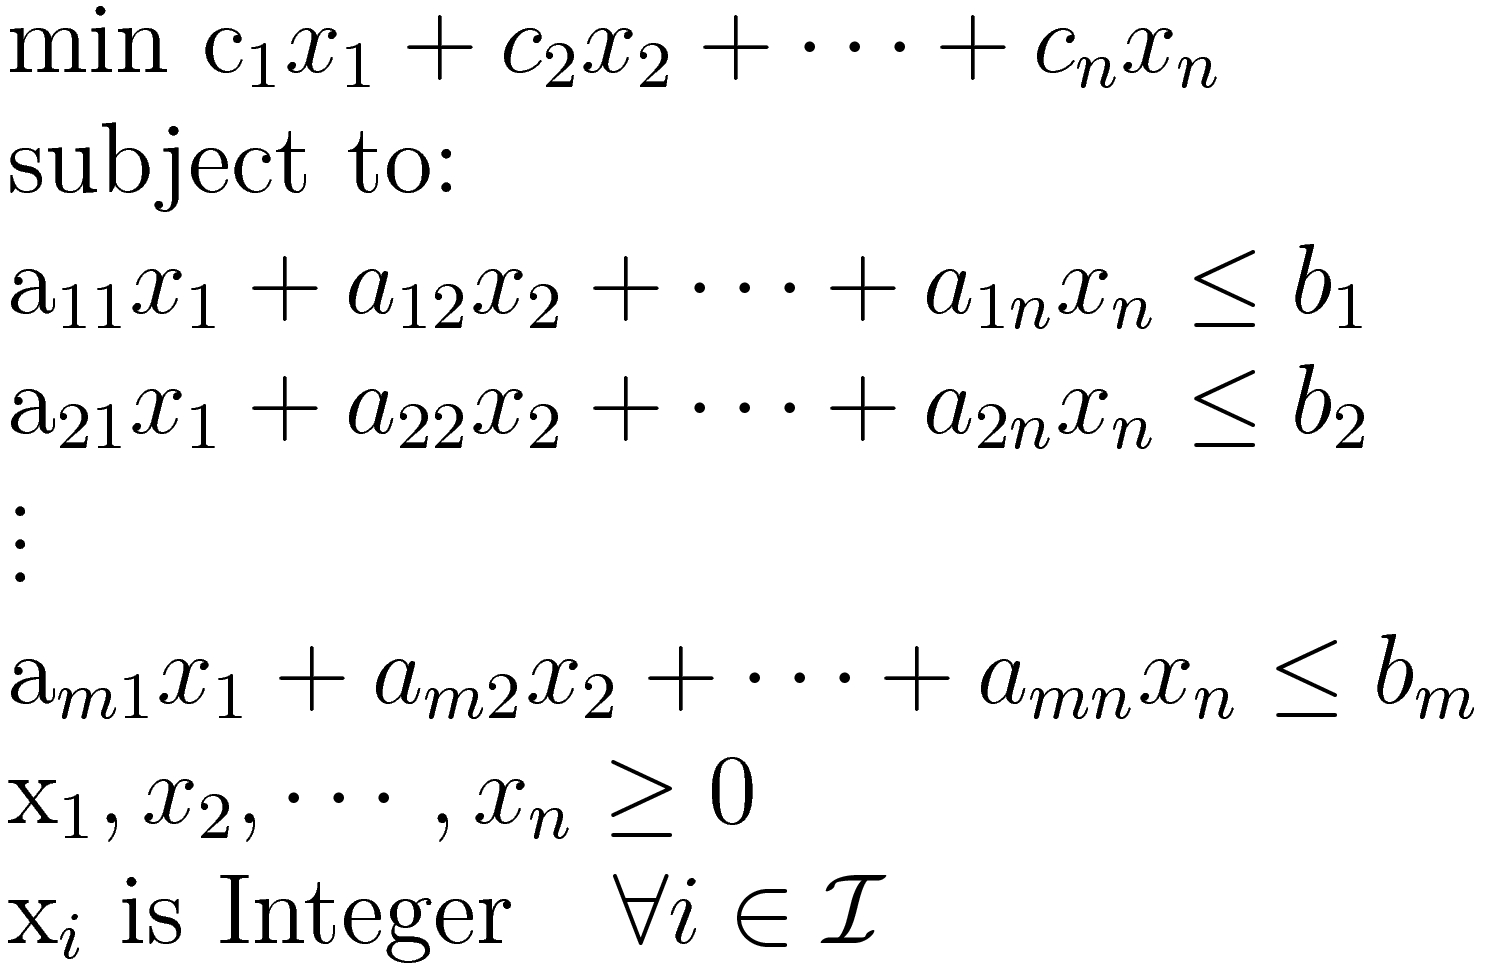 min c₁x₁ + c₂x₂ + ··· + cₙxₙ
subject to:
a₁₁x₁ + a₁₂x₂ + ··· + a₁ₙxₙ ≤ b₁
a₂₁x₁ + a₂₂x₂ + ··· + a₂ₙxₙ ≤ b₂
⋮
aₘ₁x₁ + aₘ₂x₂ + ··· + aₘₙxₙ ≤ bₘ
x₁, x₂, ··· , xₙ ≥ 0
xᵢ is Integer ∀i ∈ ℐ